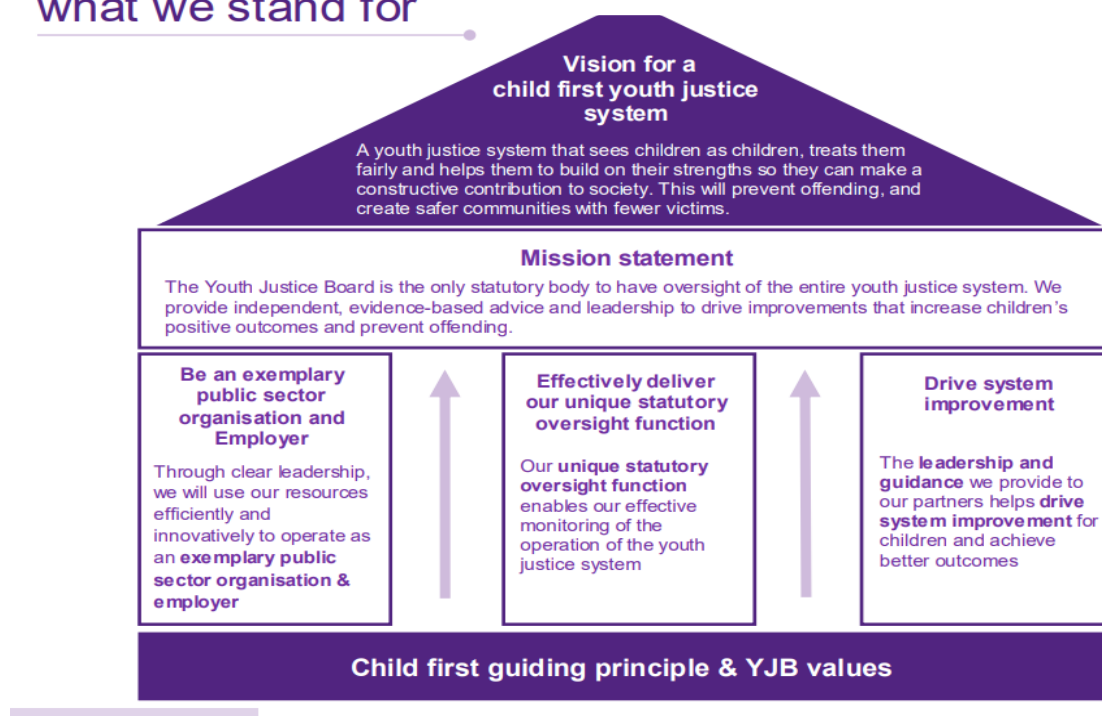 what we stand for
Vision for a
child first youth justice
system
A youth justice system that sees children as children, treats them
fairly and helps them to build on their strengths so they can make a
constructive contribution to society. This will prevent offending, and
create safer communities with fewer victims.
Mission statement
The Youth Justice Board is the only statutory body to have oversight of the entire youth justice system. We
provide independent, evidence-based advice and leadership to drive improvements that increase children's
positive outcomes and prevent offending.
Be an exemplary
public sector
organisation and
Employer
Through clear leadership,
we will use our resources
efficiently and
innovatively to operate as
an exemplary public
sector organisation &
employer
Effectively deliver
our unique statutory
oversight function
Our unique statutory
oversight function
enables our effective
monitoring of the
operation of the youth
justice system
Drive system
improvement
The leadership and
guidance we provide to
our partners helps drive
system improvement for
children and achieve
better outcomes
Child first guiding principle & YJB values